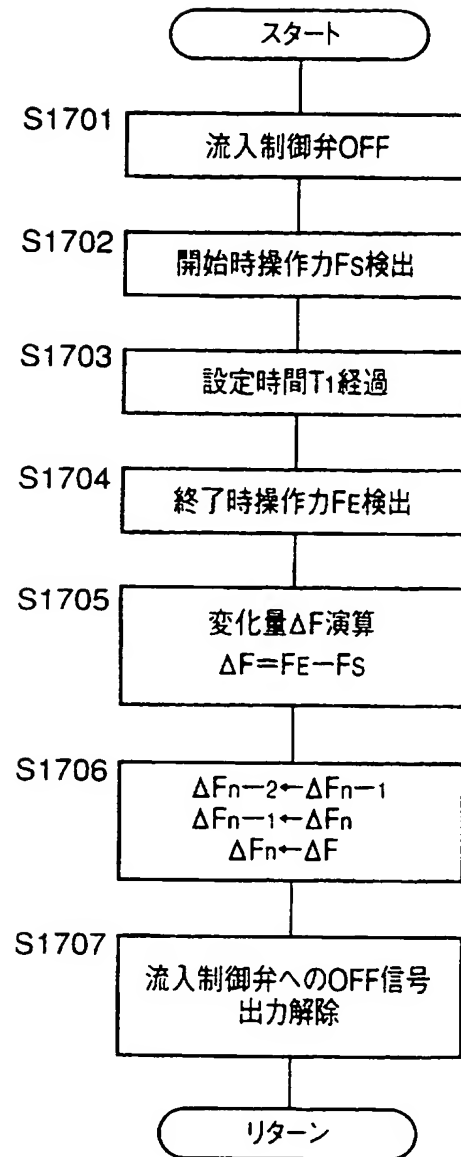 スタート
S1701
流入制御弁OFF
S1702
開始時操作力FS検出
S1703
設定時間T1経過
S1704
終了時操作力FE検出
S1705
変化量ΔF演算
ΔF=FE-FS
S1706
ΔFn-2←ΔFn-1
ΔFn-1←ΔFn
ΔFn←ΔF
S1707
流入制御弁へのOFF信号
出力解除
リターン